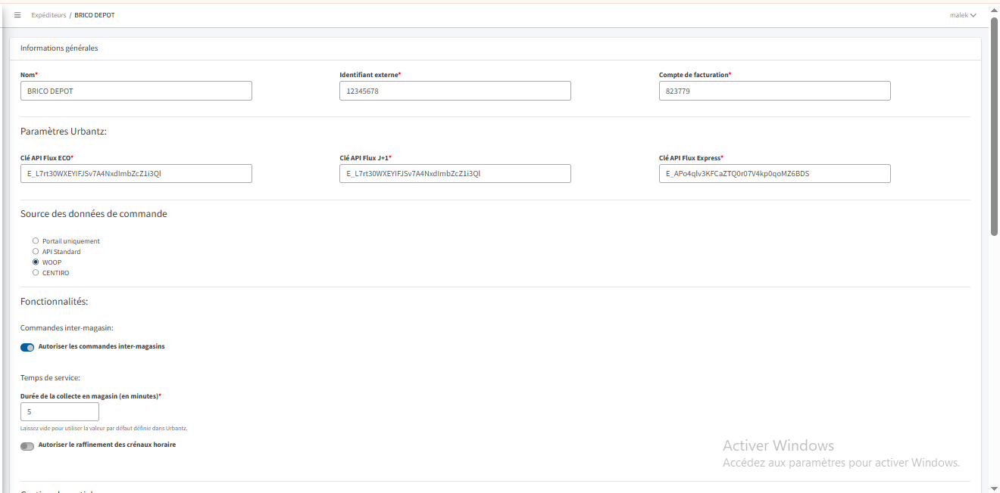 Expéditeurs / BRICO DEPOT
malek
Informations générales
Nom*
Identifiant externe*
Compte de facturation*
BRICO DEPOT
12345678
823779
Paramètres Urbantz:
Clé API Flux ECO*
Clé API Flux J+1*
Clé API Flux Express*
E_L7rt30WXEYIFJSv7A4NxdImbZcZ1i3Ql
E_L7rt30WXEYIFJSv7A4NxdImbZcZ1i3Ql
E_APo4qlv3KFCaZTQ0r07V4kp0qoMZ6BDS
Source des données de commande
Portail uniquement
API Standard
WOOP
CENTIRO
Fonctionnalités:
Commandes inter-magasin:
Autoriser les commandes inter-magasins
Temps de service:
Durée de la collecte en magasin (en minutes)*
5
Laissez vide pour utiliser la valeur par défaut définie dans Urbantz.
Autoriser le raffinement des crénaux horaire
Activer Windows
Accédez aux paramètres pour activer Windows.